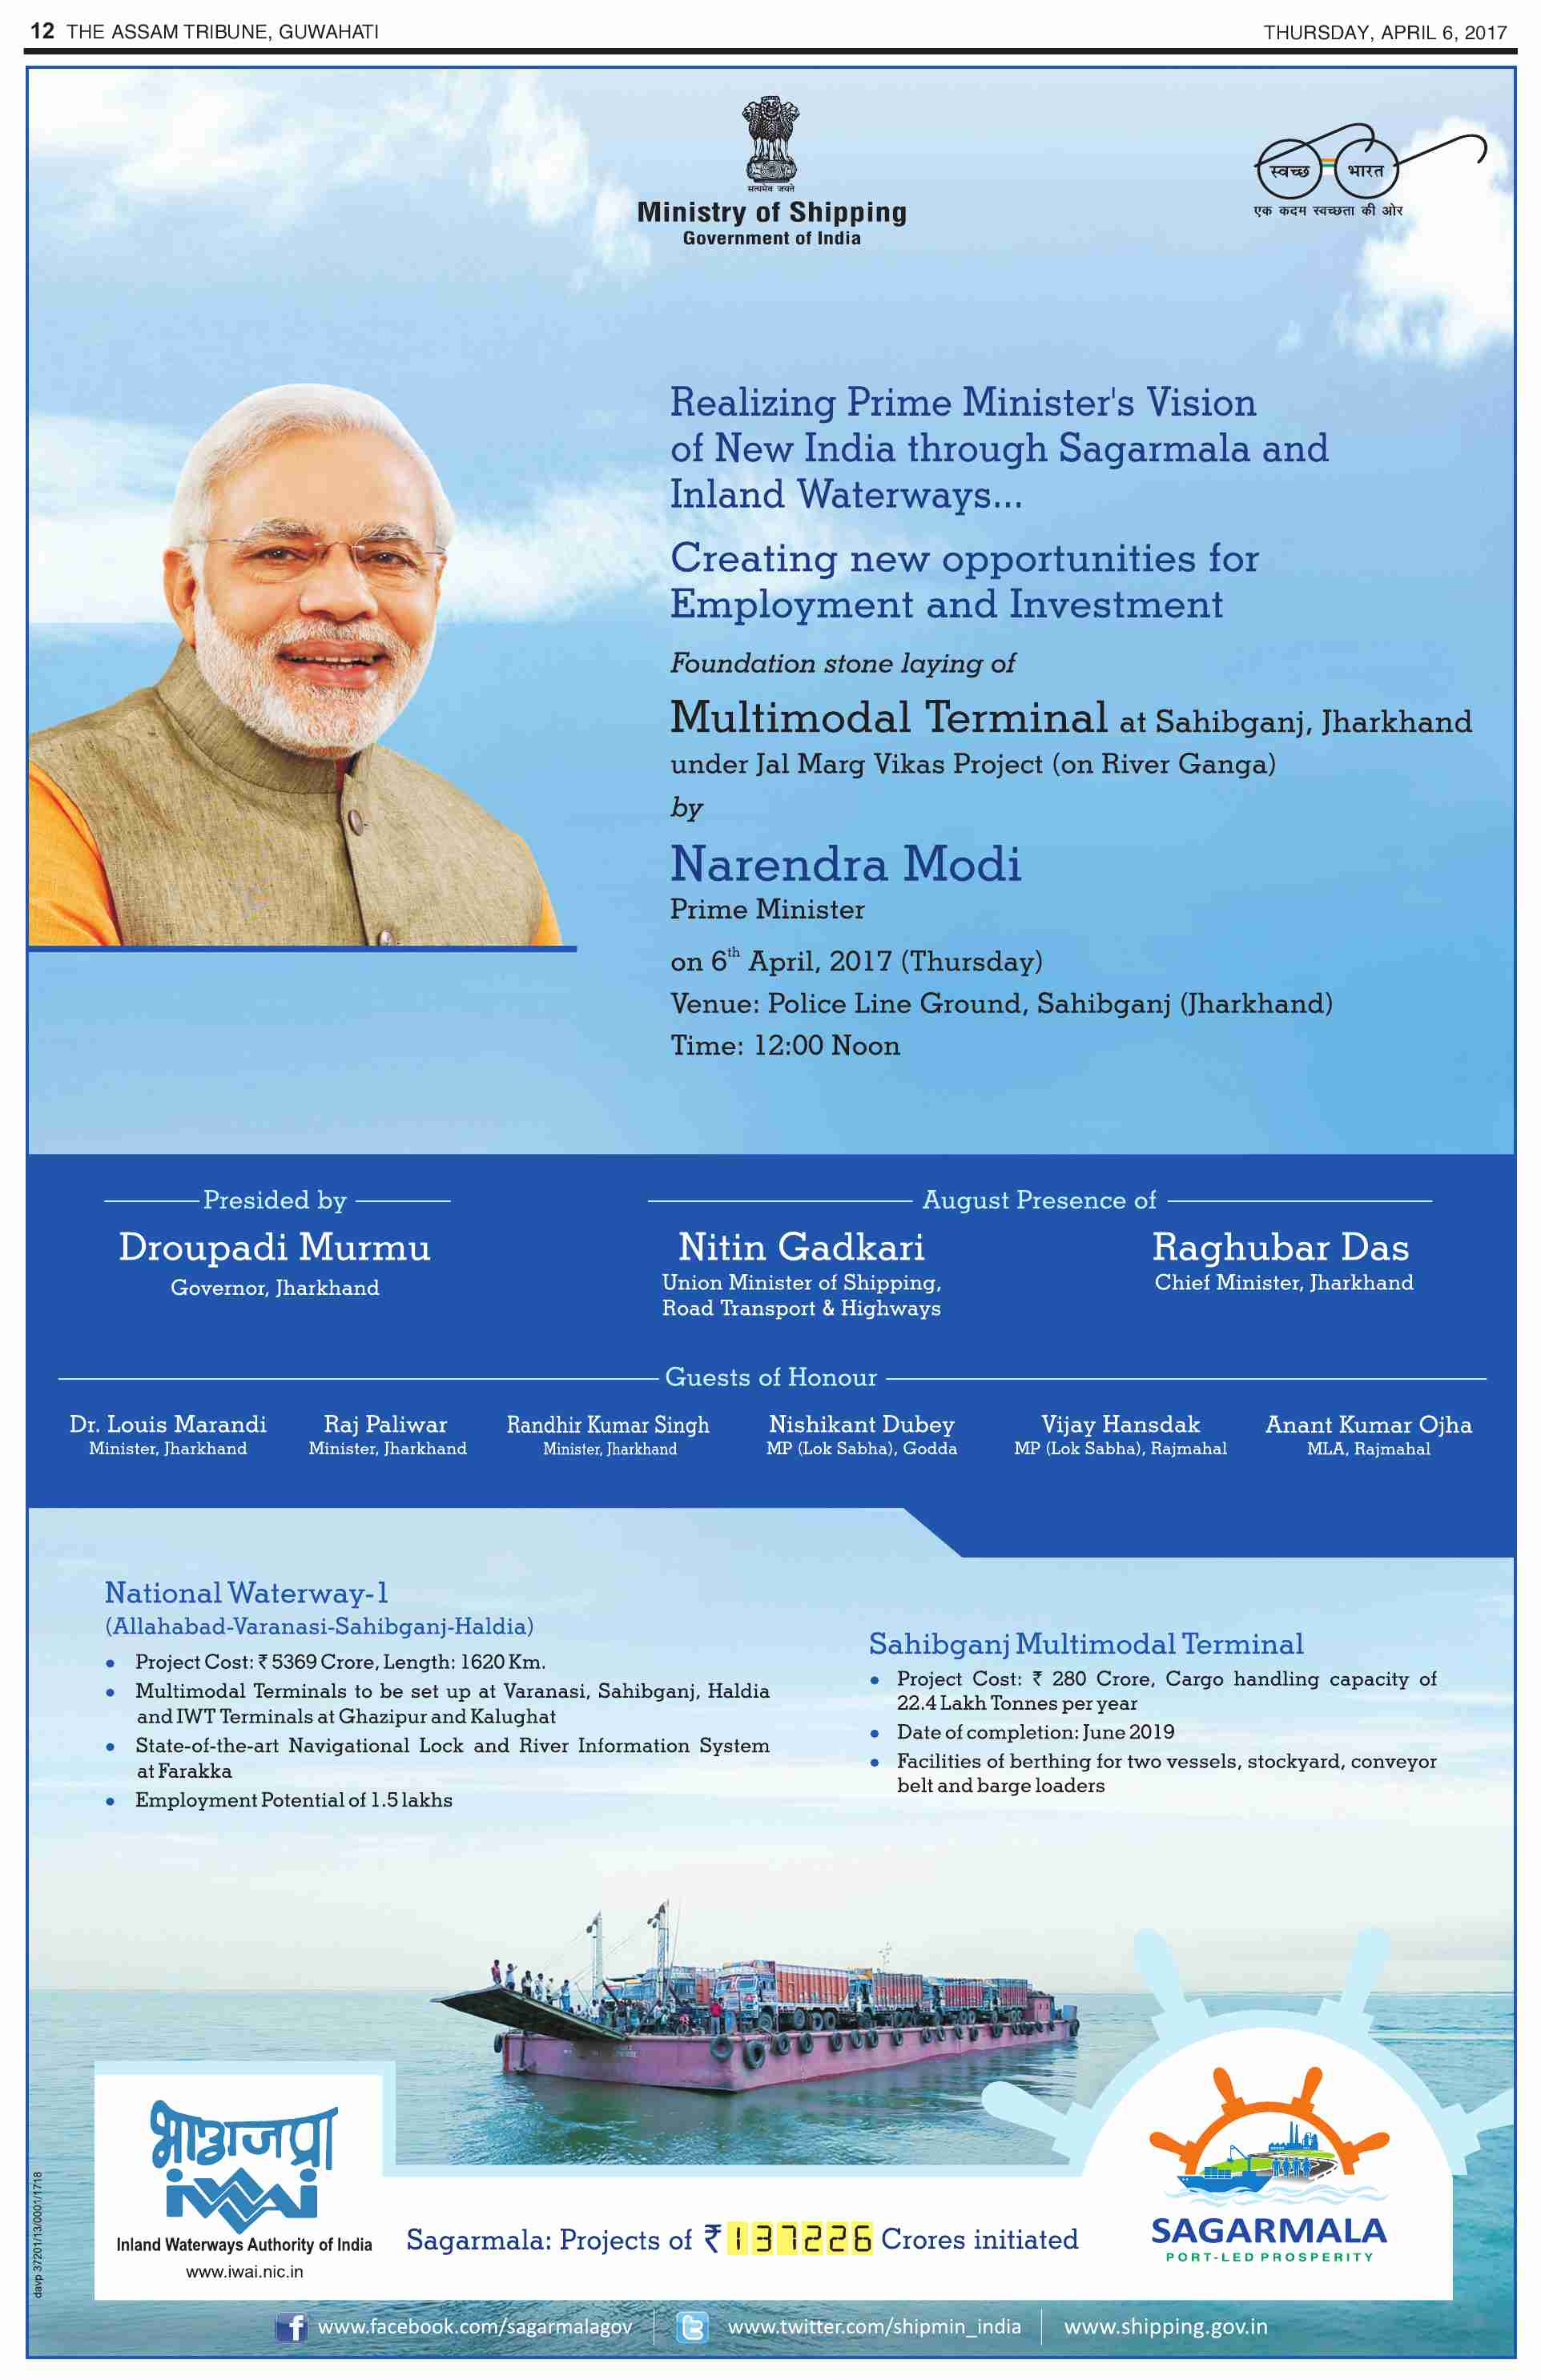 12 THE ASSAM TRIBUNE, GUWAHATI
THURSDAY, APRIL 6, 2017
सत्यमेव जयते
Ministry of Shipping
Government of India
स्वच्छ भारत
एक कदम स्वच्छता की ओर
Realizing Prime Minister's Vision
of New India through Sagarmala and
Inland Waterways...
Creating new opportunities for
Employment and Investment
Foundation stone laying of
Multimodal Terminal at Sahibganj, Jharkhand
under Jal Marg Vikas Project (on River Ganga)
by
Narendra Modi
Prime Minister
on 6th April, 2017 (Thursday)
Venue: Police Line Ground, Sahibganj (Jharkhand)
Time: 12:00 Noon
Presided by
Droupadi Murmu
Governor, Jharkhand
August Presence of
Nitin Gadkari
Union Minister of Shipping,
Road Transport & Highways
Raghubar Das
Chief Minister, Jharkhand
Guests of Honour
Dr. Louis Marandi
Minister, Jharkhand
Raj Paliwar
Minister, Jharkhand
Randhir Kumar Singh
Minister, Jharkhand
Nishikant Dubey
MP (Lok Sabha), Godda
Vijay Hansdak
MP (Lok Sabha), Rajmahal
Anant Kumar Ojha
MLA, Rajmahal
National Waterway-1
(Allahabad-Varanasi-Sahibganj-Haldia)
• Project Cost: ₹ 5369 Crore, Length: 1620 Km.
• Multimodal Terminals to be set up at Varanasi, Sahibganj, Haldia
and IWT Terminals at Ghazipur and Kalughat
• State-of-the-art Navigational Lock and River Information System
at Farakka
• Employment Potential of 1.5 lakhs
Sahibganj Multimodal Terminal
• Project Cost: ₹ 280 Crore, Cargo handling capacity of
22.4 Lakh Tonnes per year
• Date of completion: June 2019
• Facilities of berthing for two vessels, stockyard, conveyor
belt and barge loaders
भाअजप्रा
iWAI
Inland Waterways Authority of India
www.iwai.nic.in
Sagarmala: Projects of ₹ 137226 Crores initiated
SAGARMALA
PORT-LED PROSPERITY
davp 37201/13/0001/1718
www.facebook.com/sagarmalagov
www.twitter.com/shipmin_india
www.shipping.gov.in